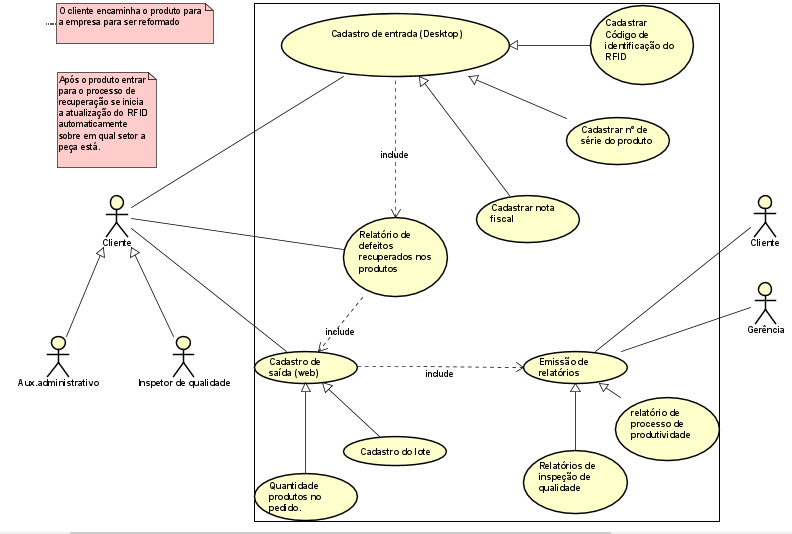 O cliente encaminha o produto para
a empresa para ser reformado
Após o produto entrar
para o processo de
recuperação se inicia
a atualização do RFID
automaticamente
sobre em qual setor a
peça está.
Cadastro de entrada (Desktop)
Cadastrar
Código de
identificação do
RFID
Cadastrar n° de
série do produto
include
Cadastrar nota
fiscal
Cliente
Relatório de
defeitos
recuperados nos
produtos
Cliente
Gerência
include
Aux.administrativo
Inspetor de qualidade
Cadastro de
saída (web)
include
Emissão de
relatórios
relatório de
processo de
produtividade
Cadastro do lote
Relatórios de
inspeção de
qualidade
Quantidade
produtos no
pedido.